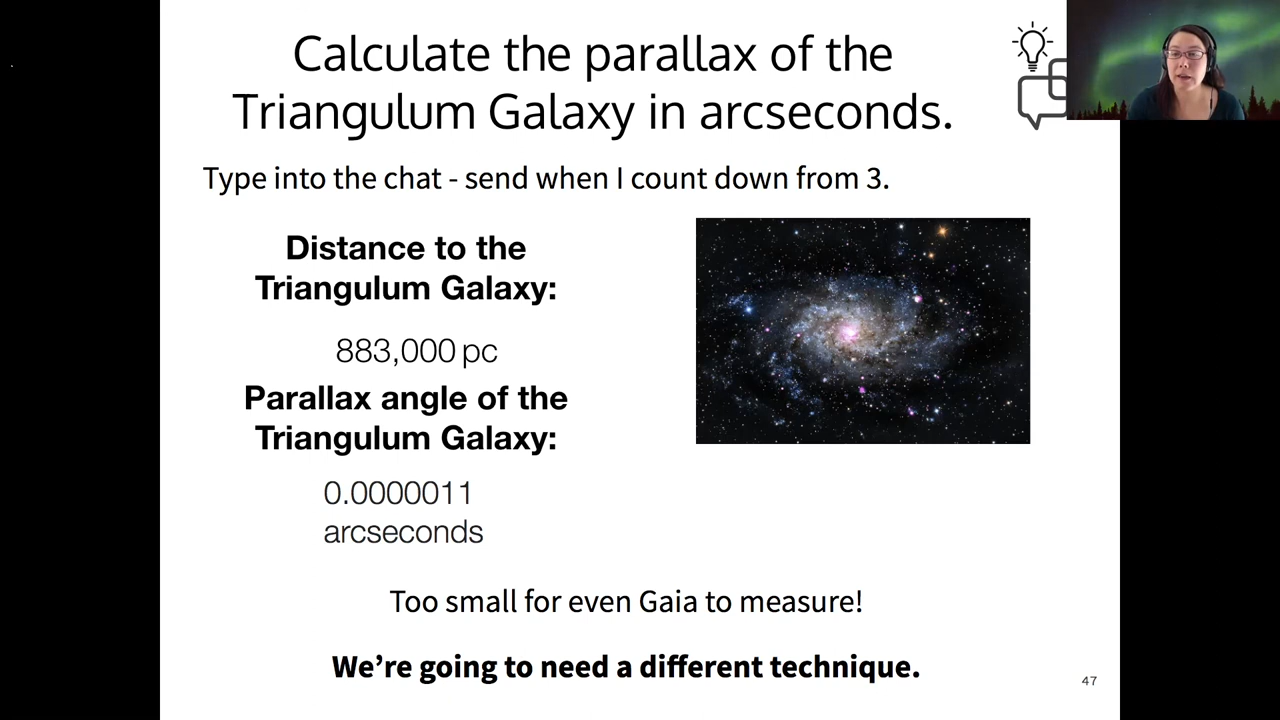 Calculate the parallax of the
Triangulum Galaxy in arcseconds.
Type into the chat - send when I count down from 3.
Distance to the
Triangulum Galaxy:
883,000 pc
Parallax angle of the
Triangulum Galaxy:
0.0000011
arcseconds
Too small for even Gaia to measure!
We're going to need a different technique.
47